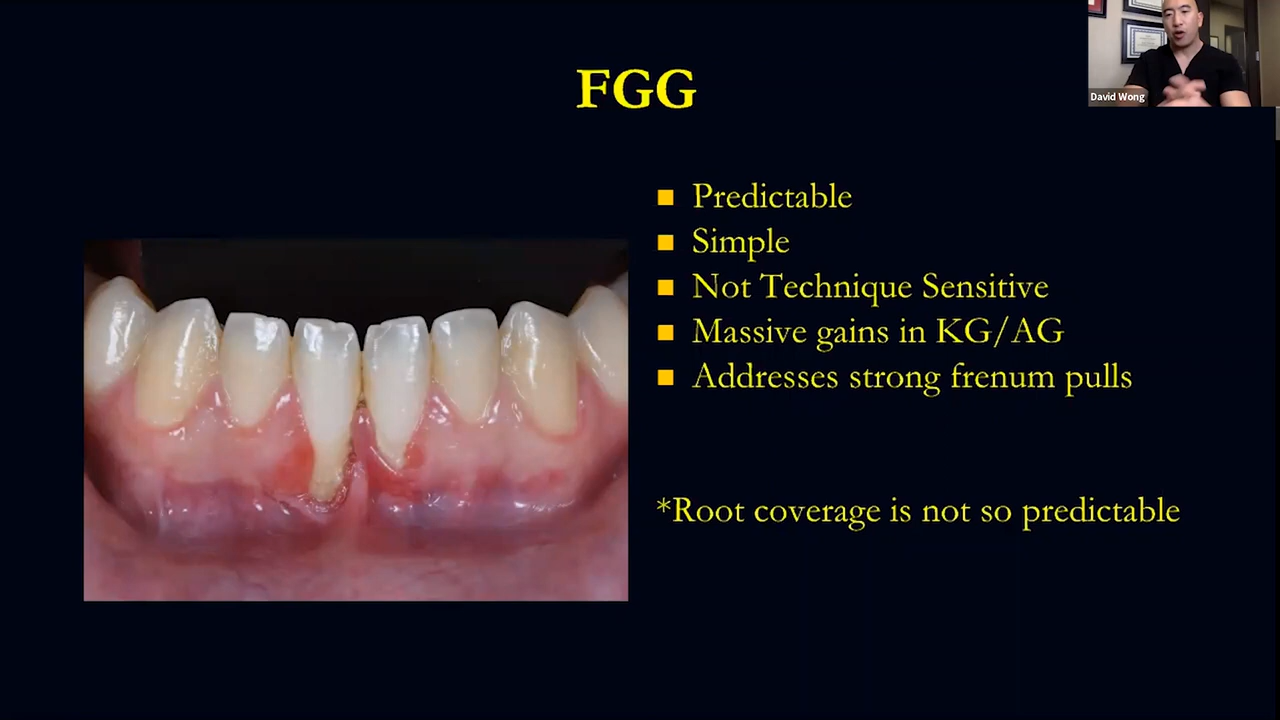 FGG
David Wong
Predictable
Simple
Not Technique Sensitive
Massive gains in KG/AG
Addresses strong frenum pulls
*Root coverage is not so predictable